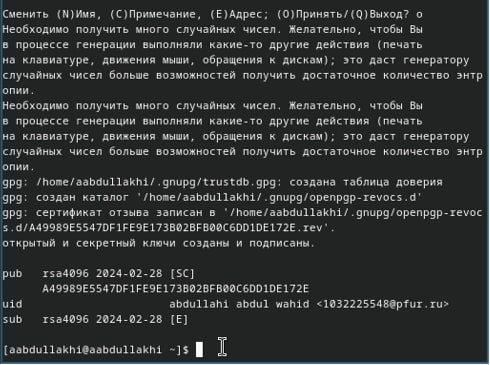 Сменить (N)Имя, (C)Примечание, (E)Адрес; (O)Принять/(Q)Выход? o
Необходимо получить много случайных чисел. Желательно, чтобы Вы
в процессе генерации выполняли какие-то другие действия (печать
на клавиатуре, движения мыши, обращения к дискам); это даст генератору
случайных чисел больше возможностей получить достаточное количество энтр
опии.
Необходимо получить много случайных чисел. Желательно, чтобы Вы
в процессе генерации выполняли какие-то другие действия (печать
на клавиатуре, движения мыши, обращения к дискам); это даст генератору
случайных чисел больше возможностей получить достаточное количество энтр
опии.
gpg: /home/aabdullakhi/.gnupg/trustdb.gpg: создана таблица доверия
gpg: создан каталог '/home/aabdullakhi/.gnupg/openpgp-revocs.d'
gpg: сертификат отзыва записан в '/home/aabdullakhi/.gnupg/openpgp-revoc
s.d/A49989E5547DF1FE9E173B02BFB00C6DD1DE172E.rev'.
открытый и секретный ключи созданы и подписаны.
pub   rsa4096 2024-02-28 [SC]
      A49989E5547DF1FE9E173B02BFB00C6DD1DE172E
uid                      abdullahi abdul wahid <1032225548@pfur.ru>
sub   rsa4096 2024-02-28 [E]
[aabdullakhi@aabdullakhi ~]$